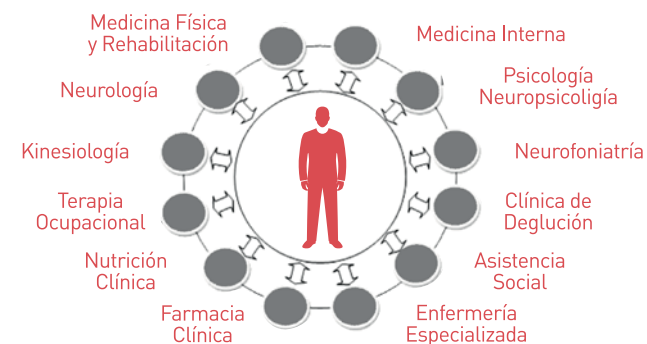 Medicina Física
y Rehabilitación
Medicina Interna
Neurología
Psicología
Neuropsicoligía
Kinesiología
Neurofoniatría
Terapia
Ocupacional
Clínica de
Deglución
Nutrición
Clínica
Asistencia
Social
Farmacia
Clínica
Enfermería
Especializada